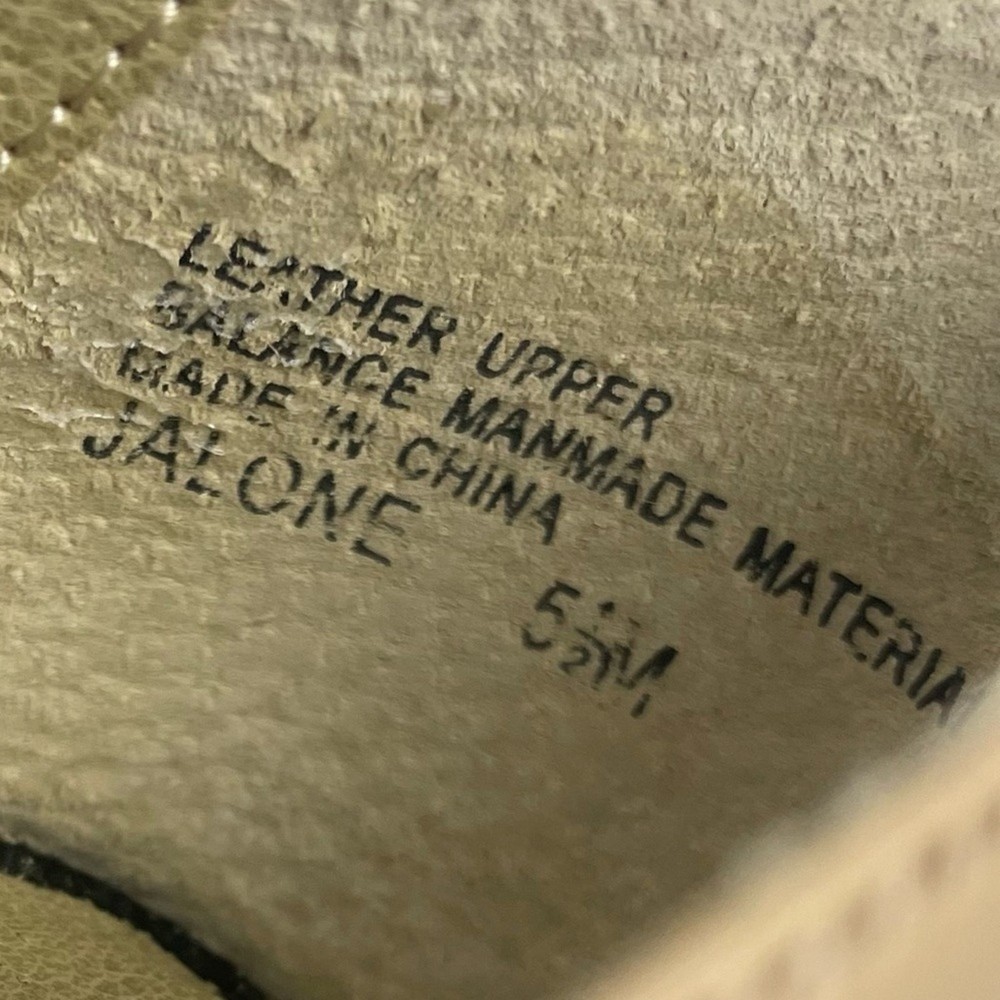 LEATHER UPPER
BALANCE MANMADE MATERIA
MADE IN CHINA
JALONE
5½M